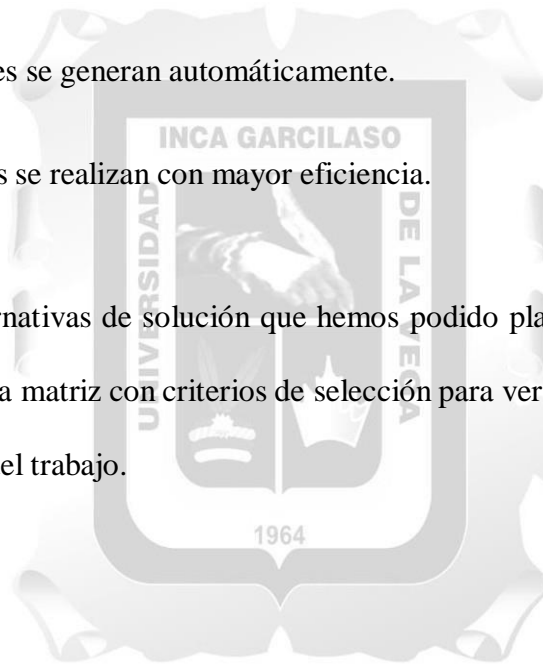 es se generan automáticamente.
INCA GARCILASO
s se realizan con mayor eficiencia.
UNIVERSIDAD
DE LA VEGA
rnativas de solución que hemos podido pla
a matriz con criterios de selección para ver
el trabajo.
1964